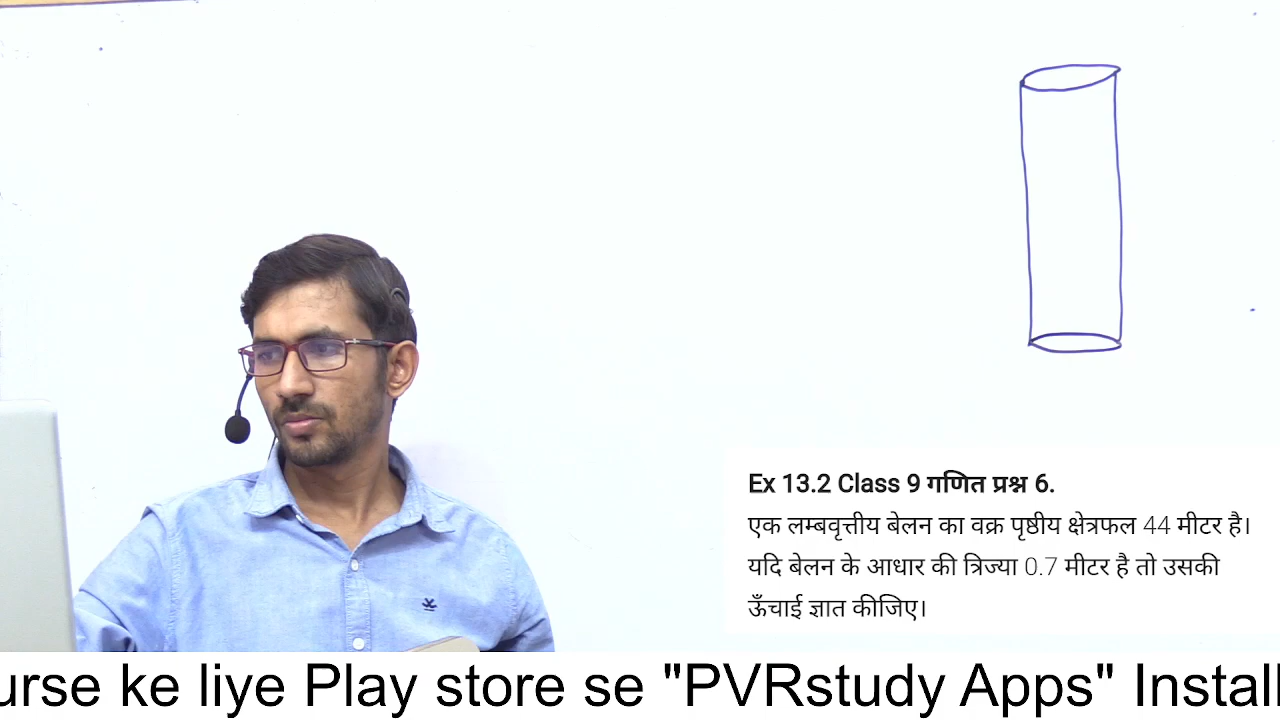 Ex 13.2 Class 9 गणित प्रश्न 6.
एक लम्बवृत्तीय बेलन का वक्र पृष्ठीय क्षेत्रफल 44 मीटर है।
यदि बेलन के आधार की त्रिज्या 0.7 मीटर है तो उसकी
ऊँचाई ज्ञात कीजिए।
urse ke liye Play store se "PVRstudy Apps" Install